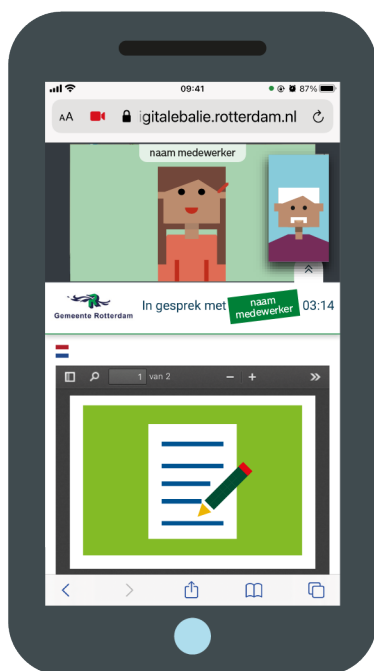 09:41
87%
AA
igitalebalie.rotterdam.nl
naam medewerker
Gemeente Rotterdam
In gesprek met
naam
medewerker
03:14
1 van 2